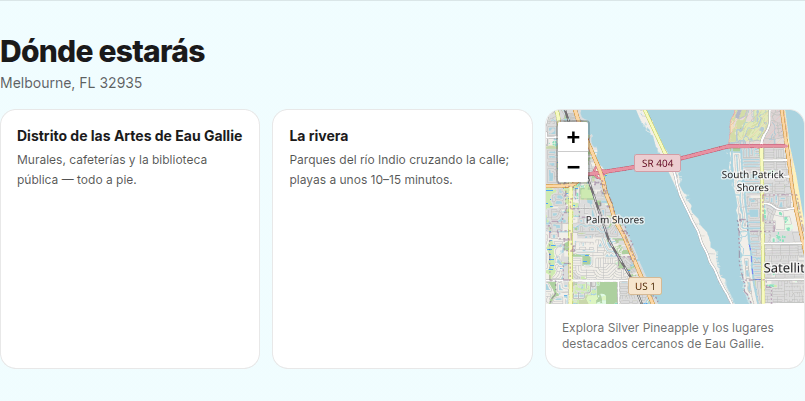 Dónde estarás
Melbourne, FL 32935
Distrito de las Artes de Eau Gallie
Murales, cafeterías y la biblioteca
pública — todo a pie.
La rivera
Parques del río Indio cruzando la calle;
playas a unos 10–15 minutos.
+
−
SR 404
South Patrick
Shores
Palm Shores
Satellit
US 1
Explora Silver Pineapple y los lugares
destacados cercanos de Eau Gallie.